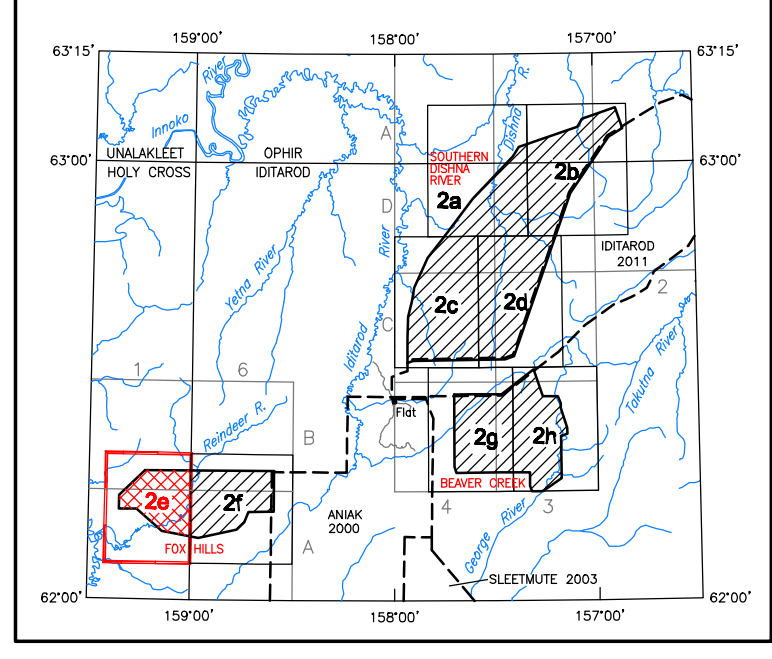 159°00'
158°00'
157°00'
63°15'
63°15'
River
Innoko
Dishna
R.
A
UNALAKLEET
OPHIR
SOUTHERN
DISHNA
RIVER
63°00'
63°00'
HOLY CROSS
IDITAROD
2b
2a
D
River
Yetna River
IDITAROD
2011
2
2c
2d
C
Iditarod
Takutna River
1
6
Reindeer R.
Flat
B
2g
2h
BEAVER CREEK
2e
2f
ANIAK
2000
4
3
George River
FOX HILLS
A
SLEETMUTE 2003
62°00'
62°00'
159°00'
158°00'
157°00'